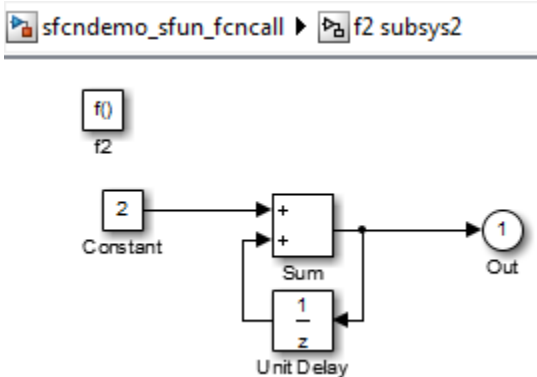 sfcndemo_sfun_fcncall ▶ f2 subsys2
f()
f2
2
Constant
+
+
Sum
1
Out
1
z
Unit Delay